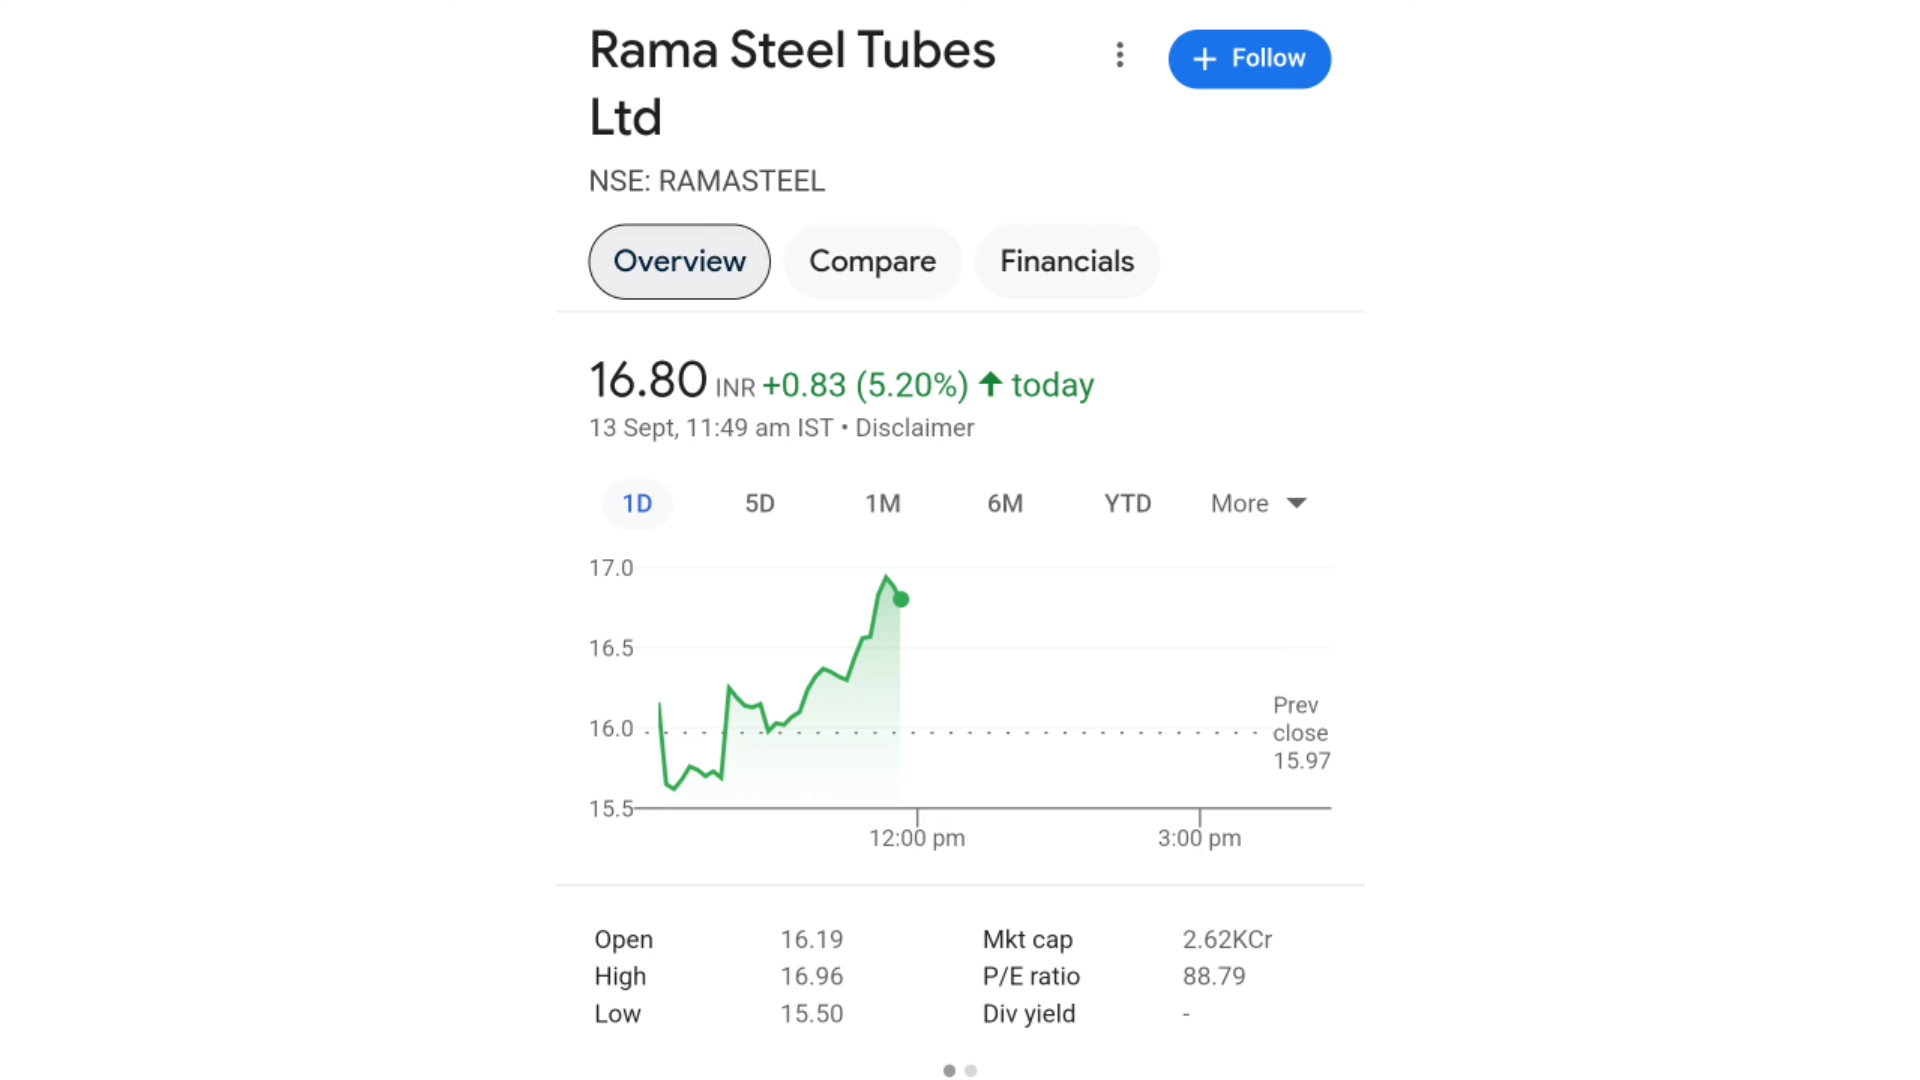 Rama Steel Tubes
Ltd
+ Follow
NSE: RAMASTEEL
Overview Compare Financials
16.80 INR +0.83 (5.20%) ↑ today
13 Sept, 11:49 am IST • Disclaimer
1D 5D 1M 6M YTD More
17.0
16.5
16.0
15.5
Prev
close
15.97
12:00 pm 3:00 pm
Open 16.19 Mkt cap 2.62KCr
High 16.96 P/E ratio 88.79
Low 15.50 Div yield -